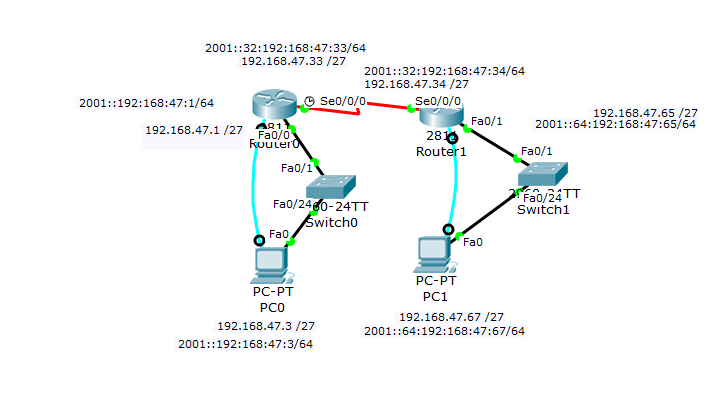 2001::32:192:168:47:33/64
192.168.47.33 /27
2001::32:192:168:47:34/64
192.168.47.34 /27
2001::192:168:47:1/64
Se0/0/0
Se0/0/0
192.168.47.65 /27
2001::64:192:168:47:65/64
192.168.47.1 /27
Fa0/0
Router0
Fa0/1
Router1
Fa0/1
Fa0/1
Fa0/24
Switch0
Fa0/24
Switch1
Fa0
PC-PT
PC0
Fa0
PC-PT
PC1
192.168.47.3 /27
2001::192:168:47:3/64
192.168.47.67 /27
2001::64:192:168:47:67/64